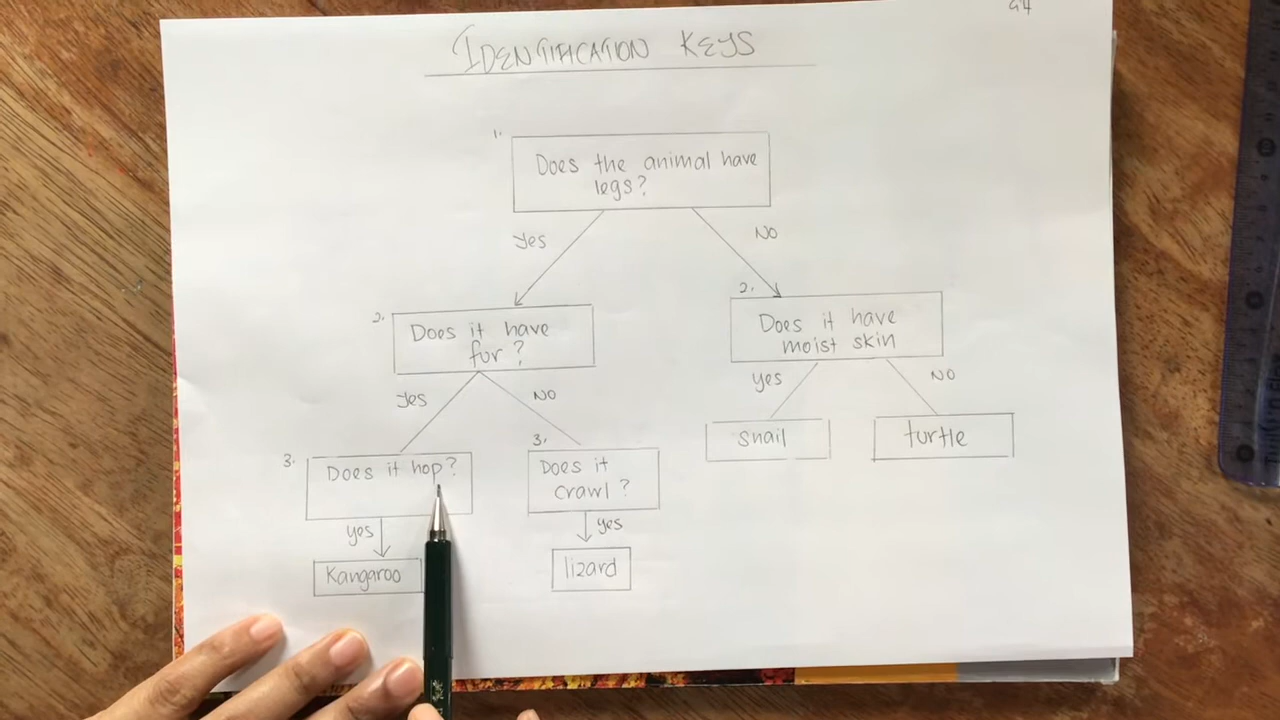 G4
IDENTIFICATION KEYS
1.
Does the animal have
legs?
Yes
NO
2.
Does it have
fur?
2.
Does it have
moist skin
Yes
NO
yes
NO
3.
Does it hop?
3.
Does it
crawl?
snail
turtle
yes
Kangaroo
yes
lizard